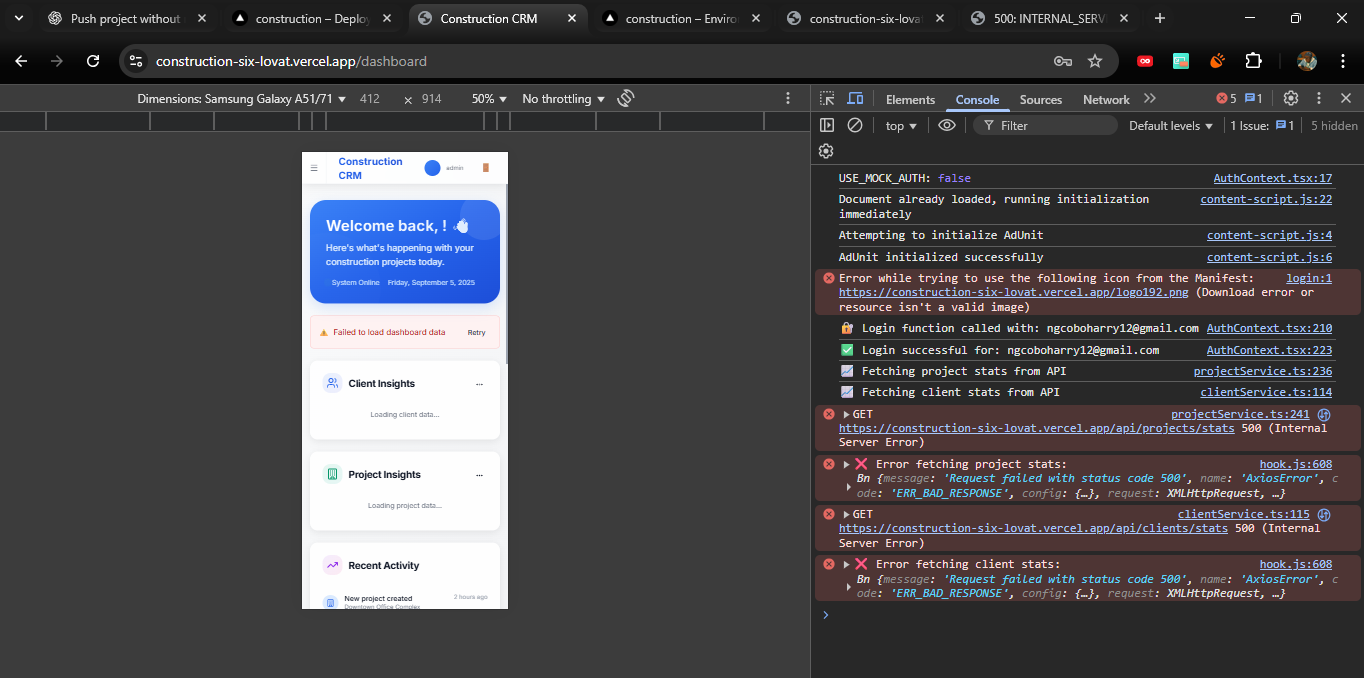 Push project without
construction – Deplo
Construction CRM
construction – Enviro
construction-six-lovat
500: INTERNAL_SERV
construction-six-lovat.vercel.app/dashboard
Dimensions: Samsung Galaxy A51/71 412 × 914 50% No throttling
Elements Console Sources Network 5 1
top Filter Default levels 1 Issue: 1 5 hidden
Construction
CRM
admin
Welcome back, !
Here's what's happening with your
construction projects today.
System Online Friday, September 5, 2025
Failed to load dashboard data Retry
Client Insights ...
Loading client data...
Project Insights ...
Loading project data...
Recent Activity
New project created 2 hours ago
Downtown Office Complex
USE_MOCK_AUTH: false AuthContext.tsx:17
Document already loaded, running initialization content-script.js:22
immediately
Attempting to initialize AdUnit content-script.js:4
AdUnit initialized successfully content-script.js:6
Error while trying to use the following icon from the Manifest: login:1
https://construction-six-lovat.vercel.app/logo192.png (Download error or
resource isn't a valid image)
🔐 Login function called with: ngcoboharry12@gmail.com AuthContext.tsx:210
✅ Login successful for: ngcoboharry12@gmail.com AuthContext.tsx:223
📈 Fetching project stats from API projectService.ts:236
📈 Fetching client stats from API clientService.ts:114
GET projectService.ts:241
https://construction-six-lovat.vercel.app/api/projects/stats 500 (Internal
Server Error)
❌ Error fetching project stats: hook.js:608
Bn {message: 'Request failed with status code 500', name: 'AxiosError', c
ode: 'ERR_BAD_RESPONSE', config: {…}, request: XMLHttpRequest, …}
GET clientService.ts:115
https://construction-six-lovat.vercel.app/api/clients/stats 500 (Internal
Server Error)
❌ Error fetching client stats: hook.js:608
Bn {message: 'Request failed with status code 500', name: 'AxiosError', c
ode: 'ERR_BAD_RESPONSE', config: {…}, request: XMLHttpRequest, …}